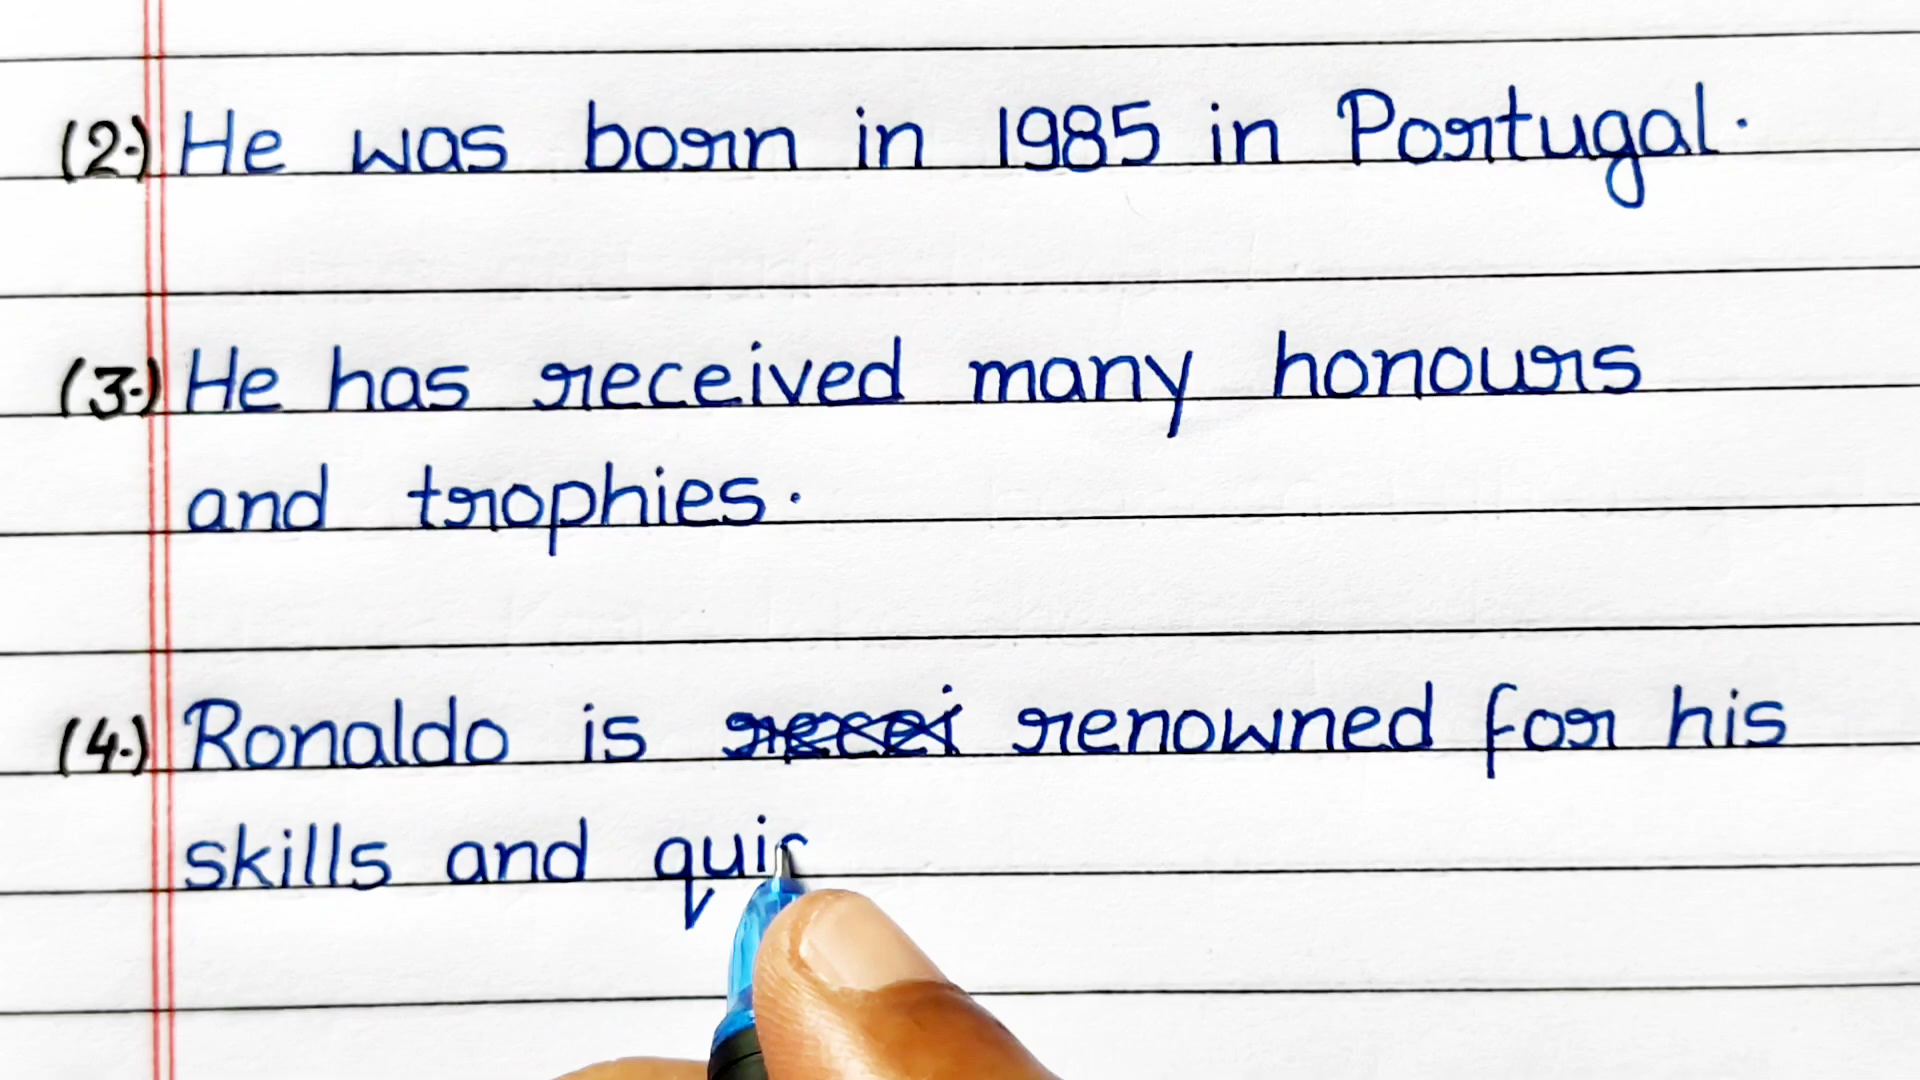 (2.) He was born in 1985 in Portugal.
(3.) He has received many honours
and trophies.
(4.) Ronaldo is renowned for his
skills and